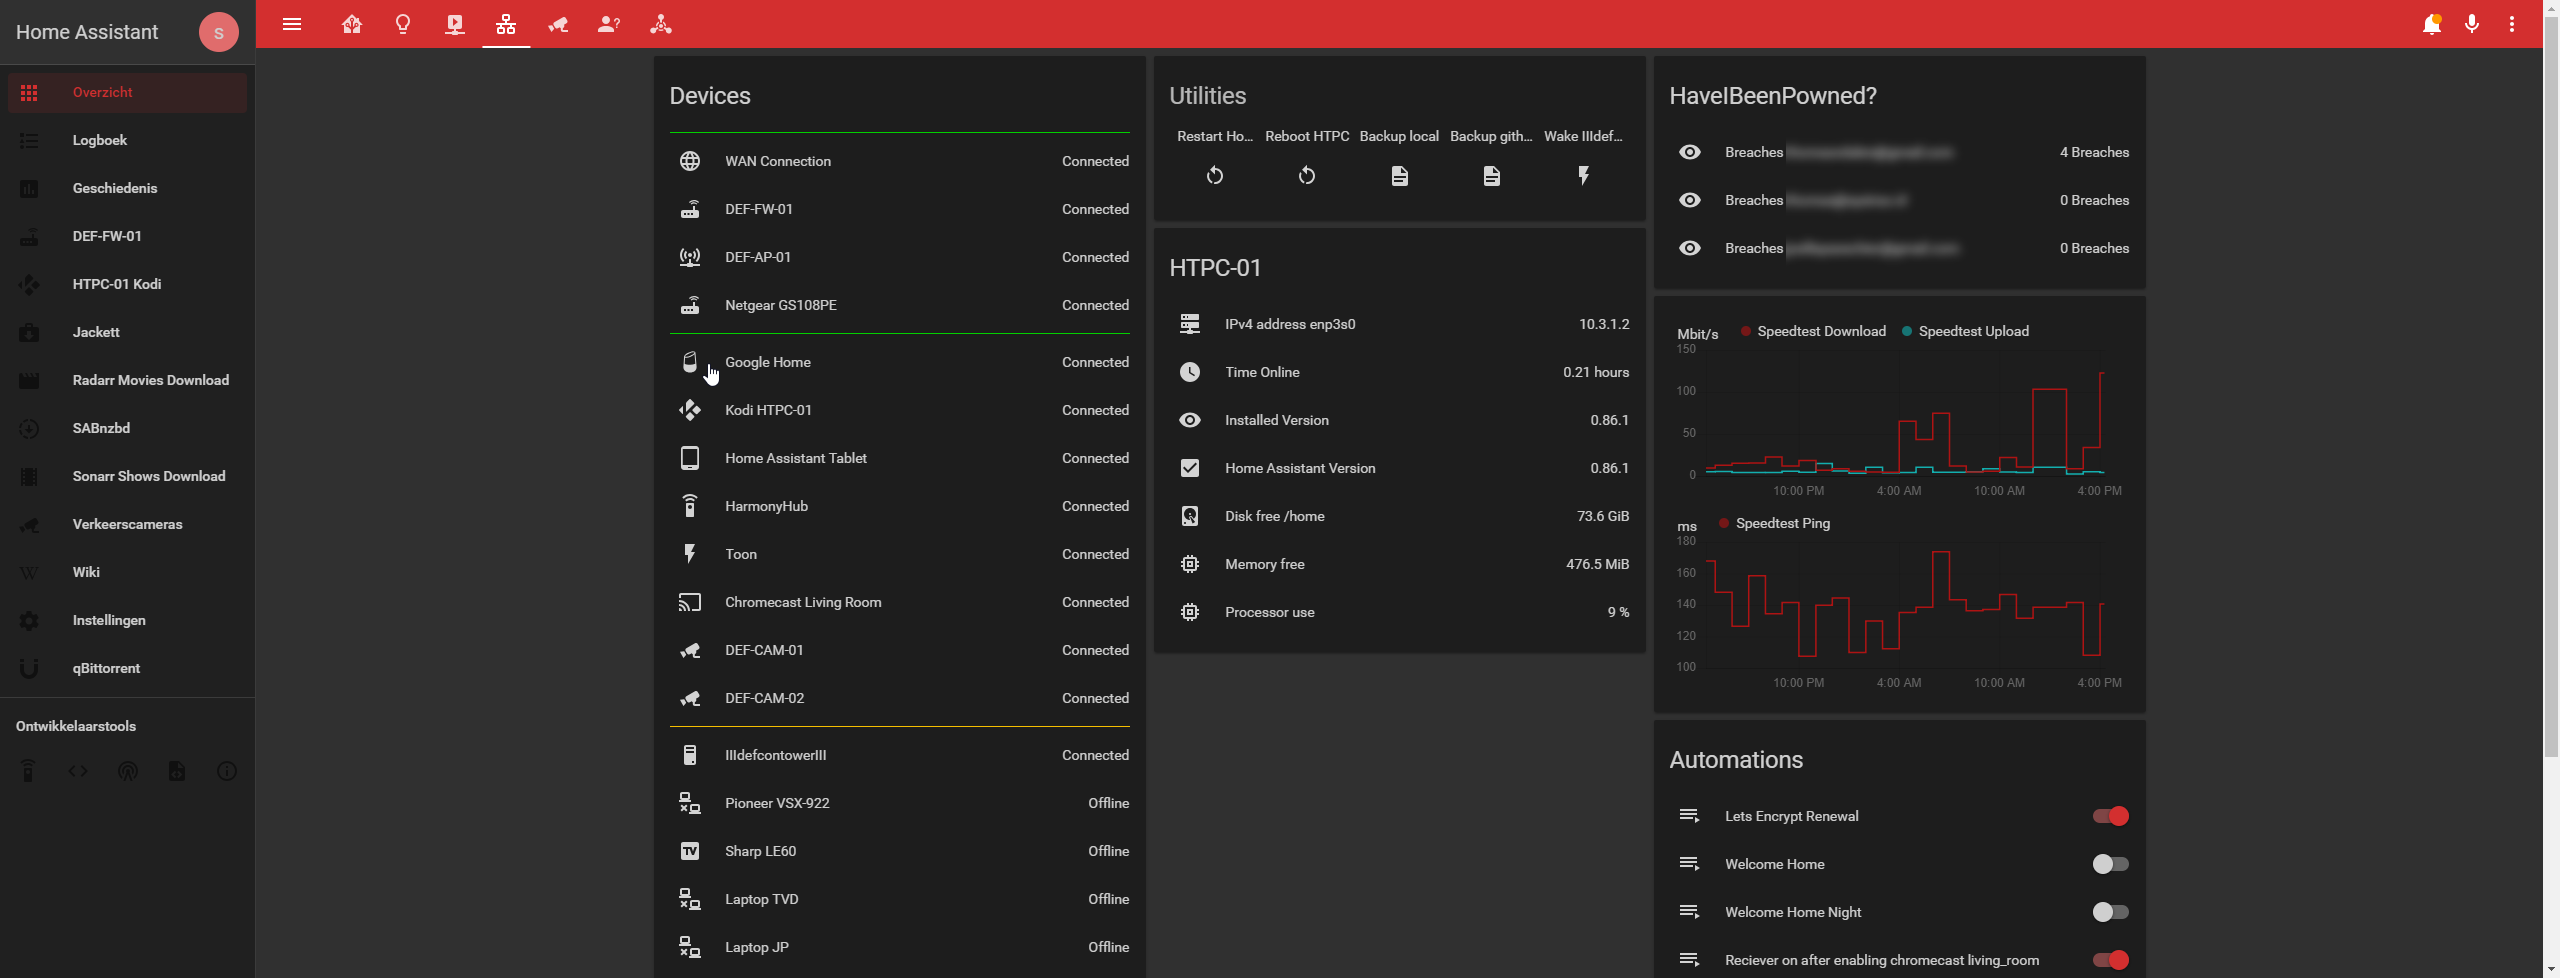 Home Assistant
S
Overzicht
Logboek
Geschiedenis
DEF-FW-01
HTPC-01 Kodi
Jackett
Radarr Movies Download
SABnzbd
Sonarr Shows Download
Verkeerscameras
W Wiki
Instellingen
qBittorrent
Ontwikkelaarstools
Devices
WAN Connection Connected
DEF-FW-01 Connected
DEF-AP-01 Connected
Netgear GS108PE Connected
Google Home Connected
Kodi HTPC-01 Connected
Home Assistant Tablet Connected
HarmonyHub Connected
Toon Connected
Chromecast Living Room Connected
DEF-CAM-01 Connected
DEF-CAM-02 Connected
IIIdefcontowerIII Connected
Pioneer VSX-922 Offline
TV Sharp LE60 Offline
Laptop TVD Offline
Laptop JP Offline
Utilities
Restart Ho... Reboot HTPC Backup local Backup gith... Wake IIIdef...
HTPC-01
IPv4 address enp3s0 10.3.1.2
Time Online 0.21 hours
Installed Version 0.86.1
Home Assistant Version 0.86.1
Disk free /home 73.6 GiB
Memory free 476.5 MiB
Processor use 9 %
HaveIBeenPowned?
Breaches 4 Breaches
Breaches 0 Breaches
Breaches 0 Breaches
Mbit/s Speedtest Download Speedtest Upload
150
100
50
0
10:00 PM 4:00 AM 10:00 AM 4:00 PM
ms Speedtest Ping
180
160
140
120
100
10:00 PM 4:00 AM 10:00 AM 4:00 PM
Automations
Lets Encrypt Renewal
Welcome Home
Welcome Home Night
Reciever on after enabling chromecast living_room